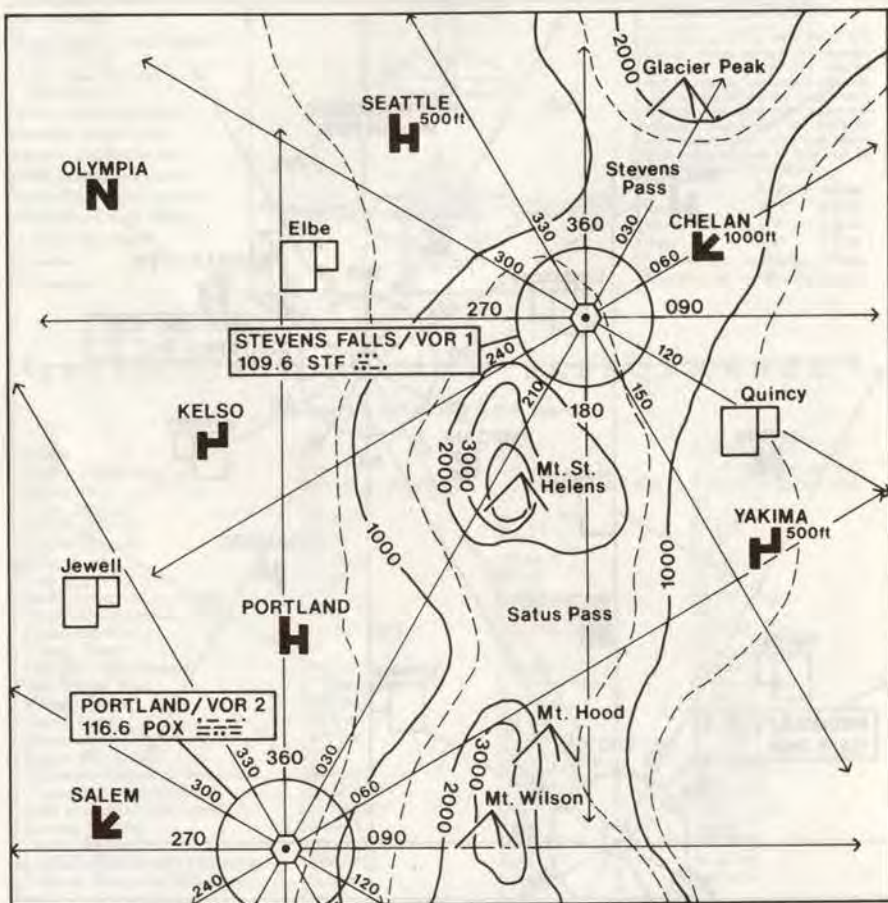 2000
Glacier Peak
SEATTLE
500ft
OLYMPIA
Stevens
Pass
Elbe
330
360
030
CHELAN
1000ft
300
060
270
090
STEVENS FALLS/VOR 1
109.6 STF
240
120
210
180
150
Quincy
KELSO
2000
3000
Mt. St.
Helens
YAKIMA
500ft
1000
1000
Jewell
PORTLAND
Satus Pass
PORTLAND/VOR 2
116.6 POX
Mt. Hood
330
360
030
300
060
2000
3000
Mt. Wilson
SALEM
270
090
240
120